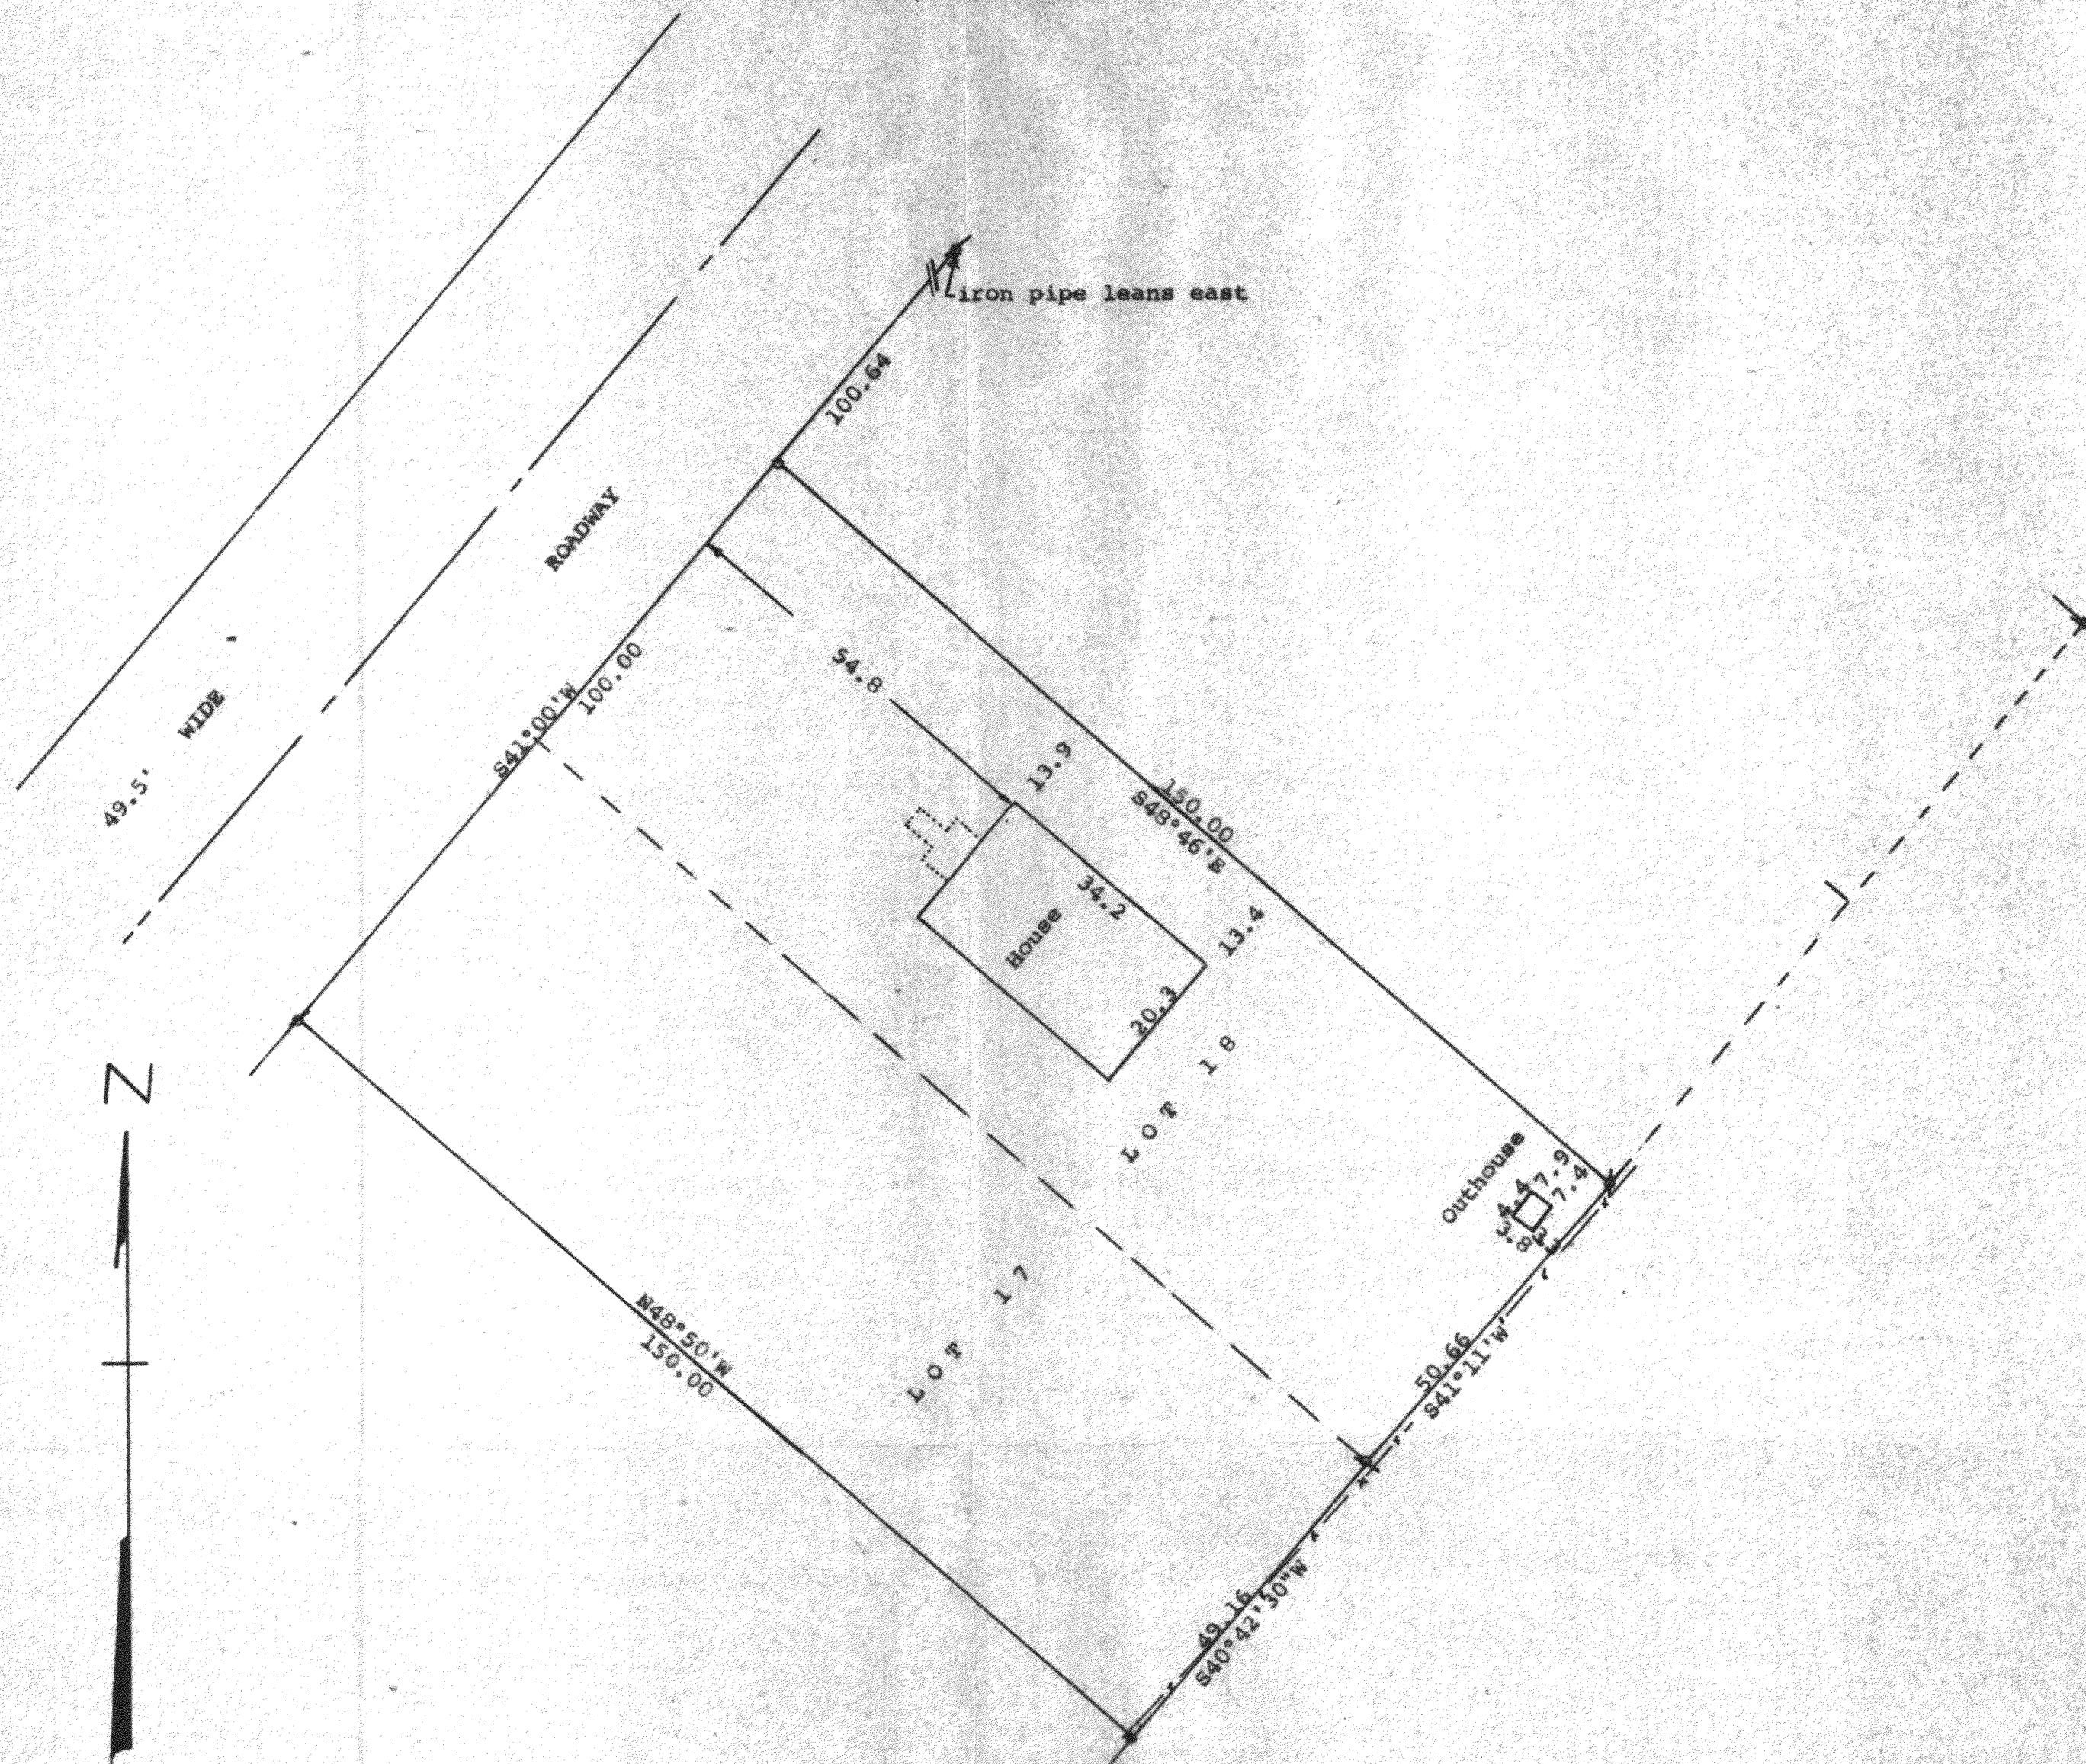 iron pipe leans east
100.64
ROADWAY
49.5' WIDE
S41°00'W
100.00
54.8
13.9
150.00
S48°46'E
34.2
House
13.4
20.3
LOT 18
Outhouse
4.4
7.9
7.4
3.8
LOT 17
N48°50'W
150.00
50.66
S41°11'W
49.16
S40°42'30"W
N